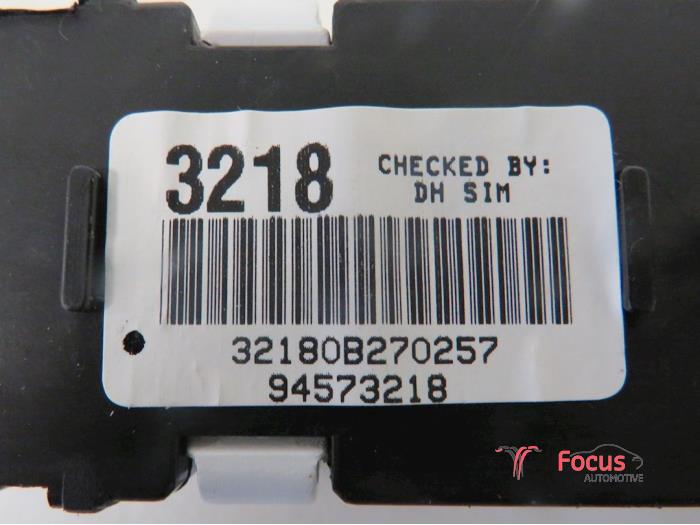 3218
CHECKED BY:
DH SIM
32180B270257
94573218
Focus
AUTOMOTIVE